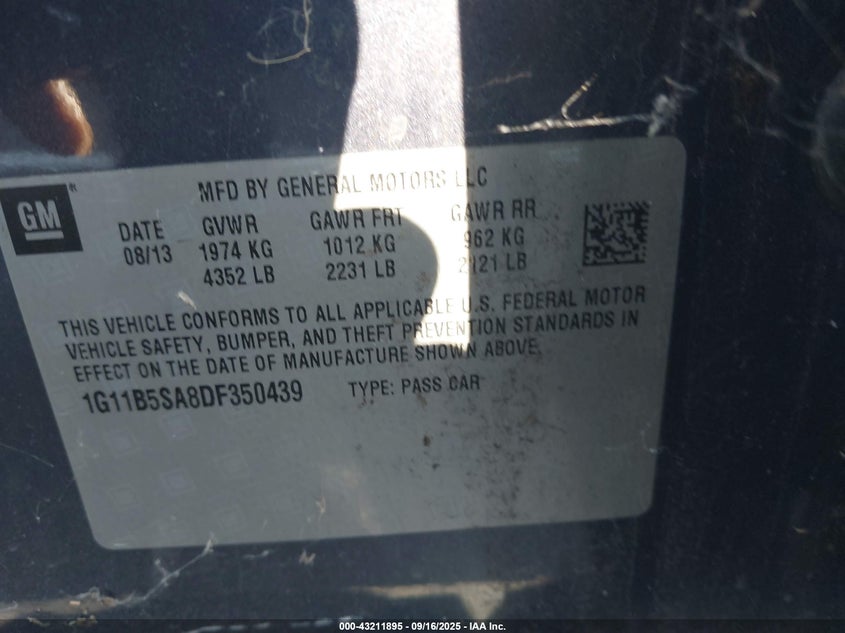 MFD BY GENERAL MOTORS LLC
GM
DATE GVWR GAWR FRT GAWR RR
08/13 1974 KG 1012 KG 962 KG
4352 LB 2231 LB 2121 LB
THIS VEHICLE CONFORMS TO ALL APPLICABLE U.S. FEDERAL MOTOR
VEHICLE SAFETY, BUMPER, AND THEFT PREVENTION STANDARDS IN
EFFECT ON THE DATE OF MANUFACTURE SHOWN ABOVE.
1G11B5SA8DF350439 TYPE: PASS CAR
000-43211895 - 09/16/2025 - IAA Inc.